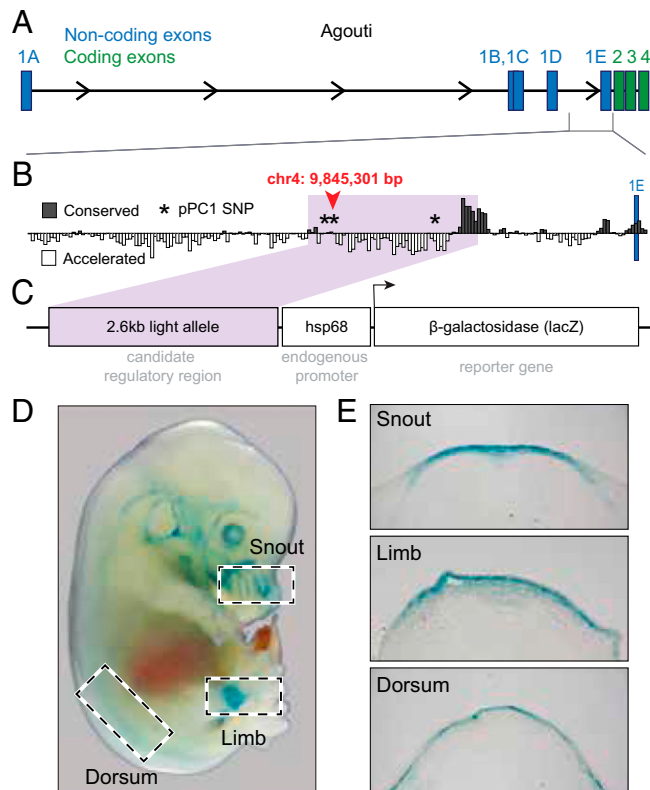 A
Non-coding exons
Coding exons
Agouti
1A
1B, 1C
1D
1E
2 3 4
B
chr4: 9,845,301 bp
Conserved
* pPC1 SNP
**
*
1E
Accelerated
C
2.6kb light allele
hsp68
β-galactosidase (lacZ)
candidate
regulatory region
endogenous
promoter
reporter gene
D
Snout
Limb
Dorsum
E
Snout
Limb
Dorsum